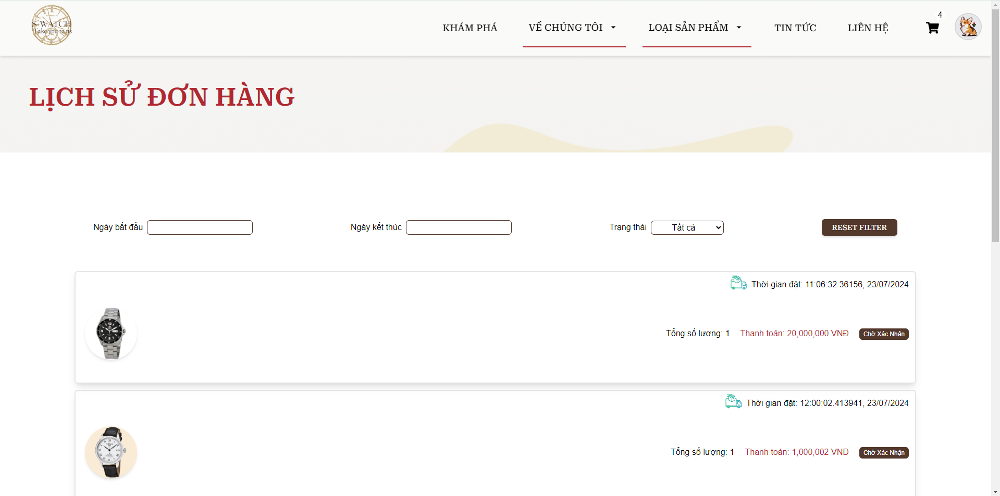 S-WATCH
Take you to us
KHÁM PHÁ
VỀ CHÚNG TÔI
LOẠI SẢN PHẨM
TIN TỨC
LIÊN HỆ
4
LỊCH SỬ ĐƠN HÀNG
Ngày bắt đầu
Ngày kết thúc
Trạng thái
Tất cả
RESET FILTER
Thời gian đặt: 11:06:32.36156, 23/07/2024
Tổng số lượng: 1 Thanh toán: 20,000,000 VNĐ Chờ Xác Nhận
Thời gian đặt: 12:00:02.413941, 23/07/2024
Tổng số lượng: 1 Thanh toán: 1,000,002 VNĐ Chờ Xác Nhận